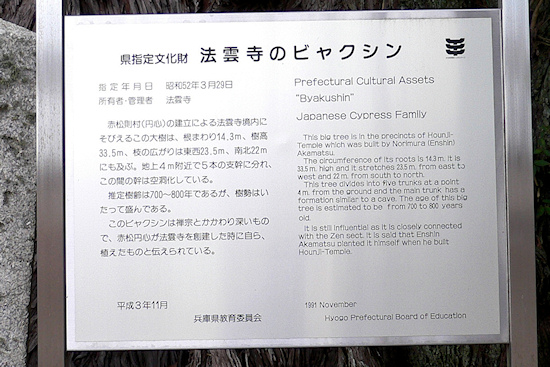 県指定文化財 法雲寺のビャクシン
指定年月日 昭和52年3月29日
所有者・管理者 法雲寺
赤松則村(円心)の建立による法雲寺境内に
そびえるこの大樹は、根まわり14.3m、樹高
33.5m、枝の広がりは東西23.5m、南北22m
にも及ぶ。地上4m附近で5本の支幹に分れ、
この間の幹は空洞化している。
推定樹齢は700〜800年であるが、樹勢はい
たって盛んである。
このビャクシンは禅宗とかかわり深いもの
で、赤松円心が法雲寺を創建した時に自ら、
植えたものと伝えられている。
平成3年11月
兵庫県教育委員会
Prefectural Cultural Assets
"Byakushin"
Japanese Cypress Family
This big tree is in the precincts of Hounji-
Temple which was built by Norimura (Enshin)
Akamatsu.
The circumference of its roots is 14.3m. It is
33.5m. high and it stretches 23.5m. from east to
west and 22m. from south to north.
This tree divides into five trunks at a point
4m. from the ground and the main trunk has a
formation similar to a cave. The age of this big
tree is estimated to be from 700 to 800 years
old.
It is still influential as it is closely connected
with the Zen sect. It is said that Enshin
Akamatsu planted it himself when he built
Hounji-Temple.
1991 November
Hyogo Prefectural Board of Education